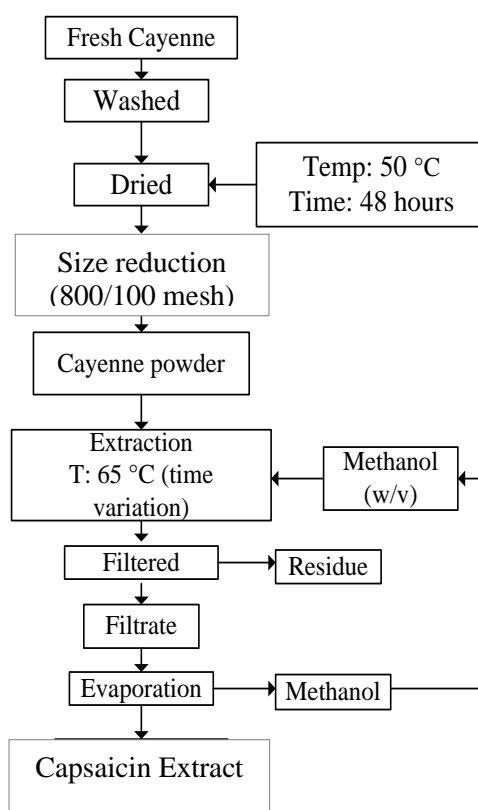 Fresh Cayenne
Washed
Dried
Temp: 50 °C
Time: 48 hours
Size reduction
(800/100 mesh)
Cayenne powder
Extraction
T: 65 °C (time
variation)
Methanol
(w/v)
Filtered
Residue
Filtrate
Evaporation
Methanol
Capsaicin Extract